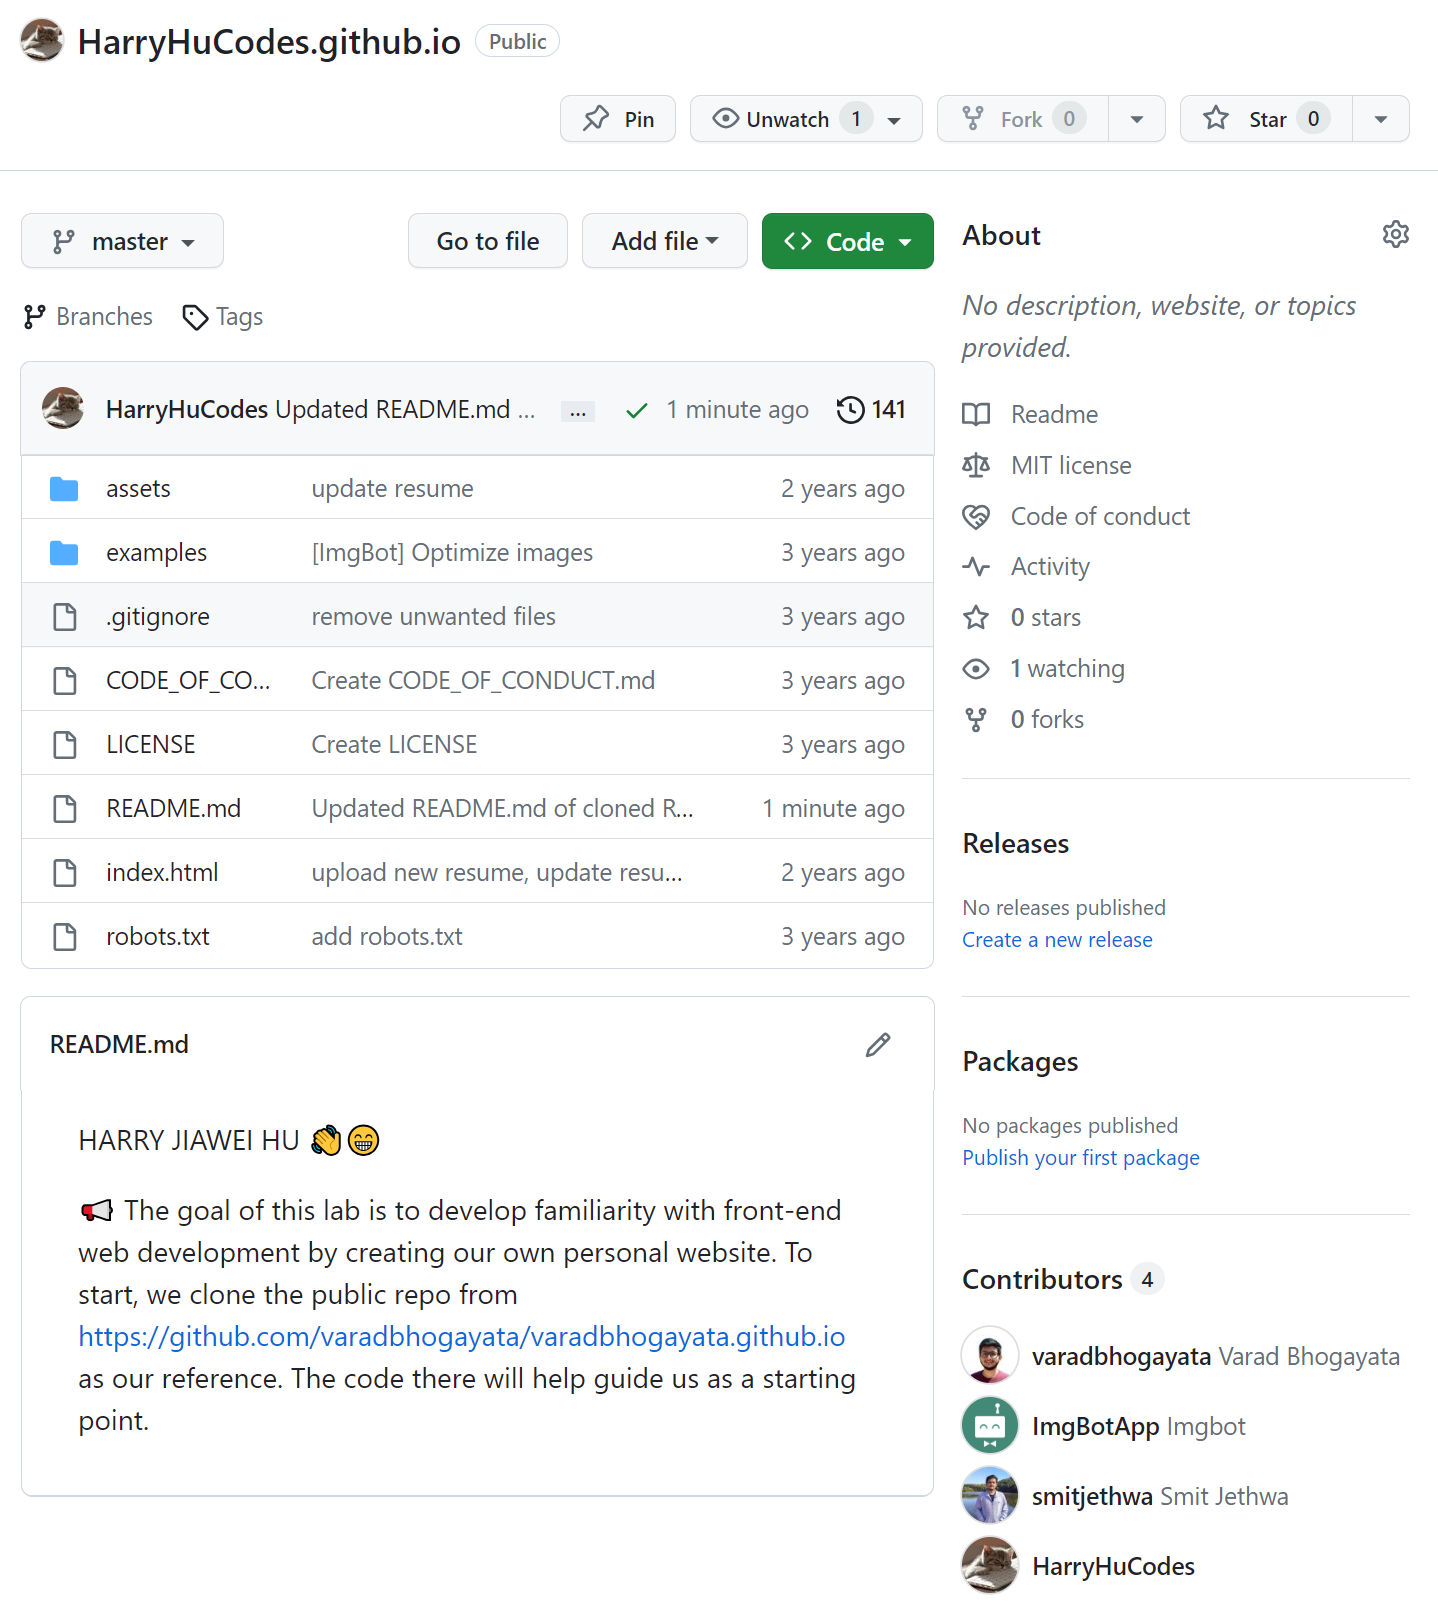 HarryHuCodes.github.io Public
Pin Unwatch 1 Fork 0 Star 0
master Go to file Add file Code
Branches Tags
HarryHuCodes Updated README.md ... ... 1 minute ago 141
assets update resume 2 years ago
examples [ImgBot] Optimize images 3 years ago
.gitignore remove unwanted files 3 years ago
CODE_OF_CO... Create CODE_OF_CONDUCT.md 3 years ago
LICENSE Create LICENSE 3 years ago
README.md Updated README.md of cloned R... 1 minute ago
index.html upload new resume, update resu... 2 years ago
robots.txt add robots.txt 3 years ago
README.md
HARRY JIAWEI HU 👏😁
📢 The goal of this lab is to develop familiarity with front-end
web development by creating our own personal website. To
start, we clone the public repo from
https://github.com/varadbhogayata/varadbhogayata.github.io
as our reference. The code there will help guide us as a starting
point.
About
No description, website, or topics
provided.
Readme
MIT license
Code of conduct
Activity
0 stars
1 watching
0 forks
Releases
No releases published
Create a new release
Packages
No packages published
Publish your first package
Contributors 4
varadbhogayata Varad Bhogayata
ImgBotApp Imgbot
smitjethwa Smit Jethwa
HarryHuCodes